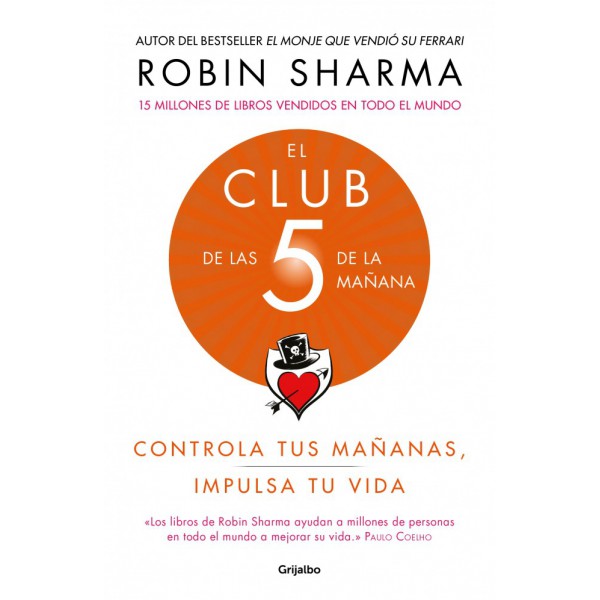 AUTOR DEL BESTSELLER EL MONJE QUE VENDIÓ SU FERRARI
ROBIN SHARMA
15 MILLONES DE LIBROS VENDIDOS EN TODO EL MUNDO
EL
CLUB
DE LAS 5 DE LA
MAÑANA
CONTROLA TUS MAÑANAS,
IMPULSA TU VIDA
«Los libros de Robin Sharma ayudan a millones de personas
en todo el mundo a mejorar su vida.» PAULO COELHO
Grijalbo